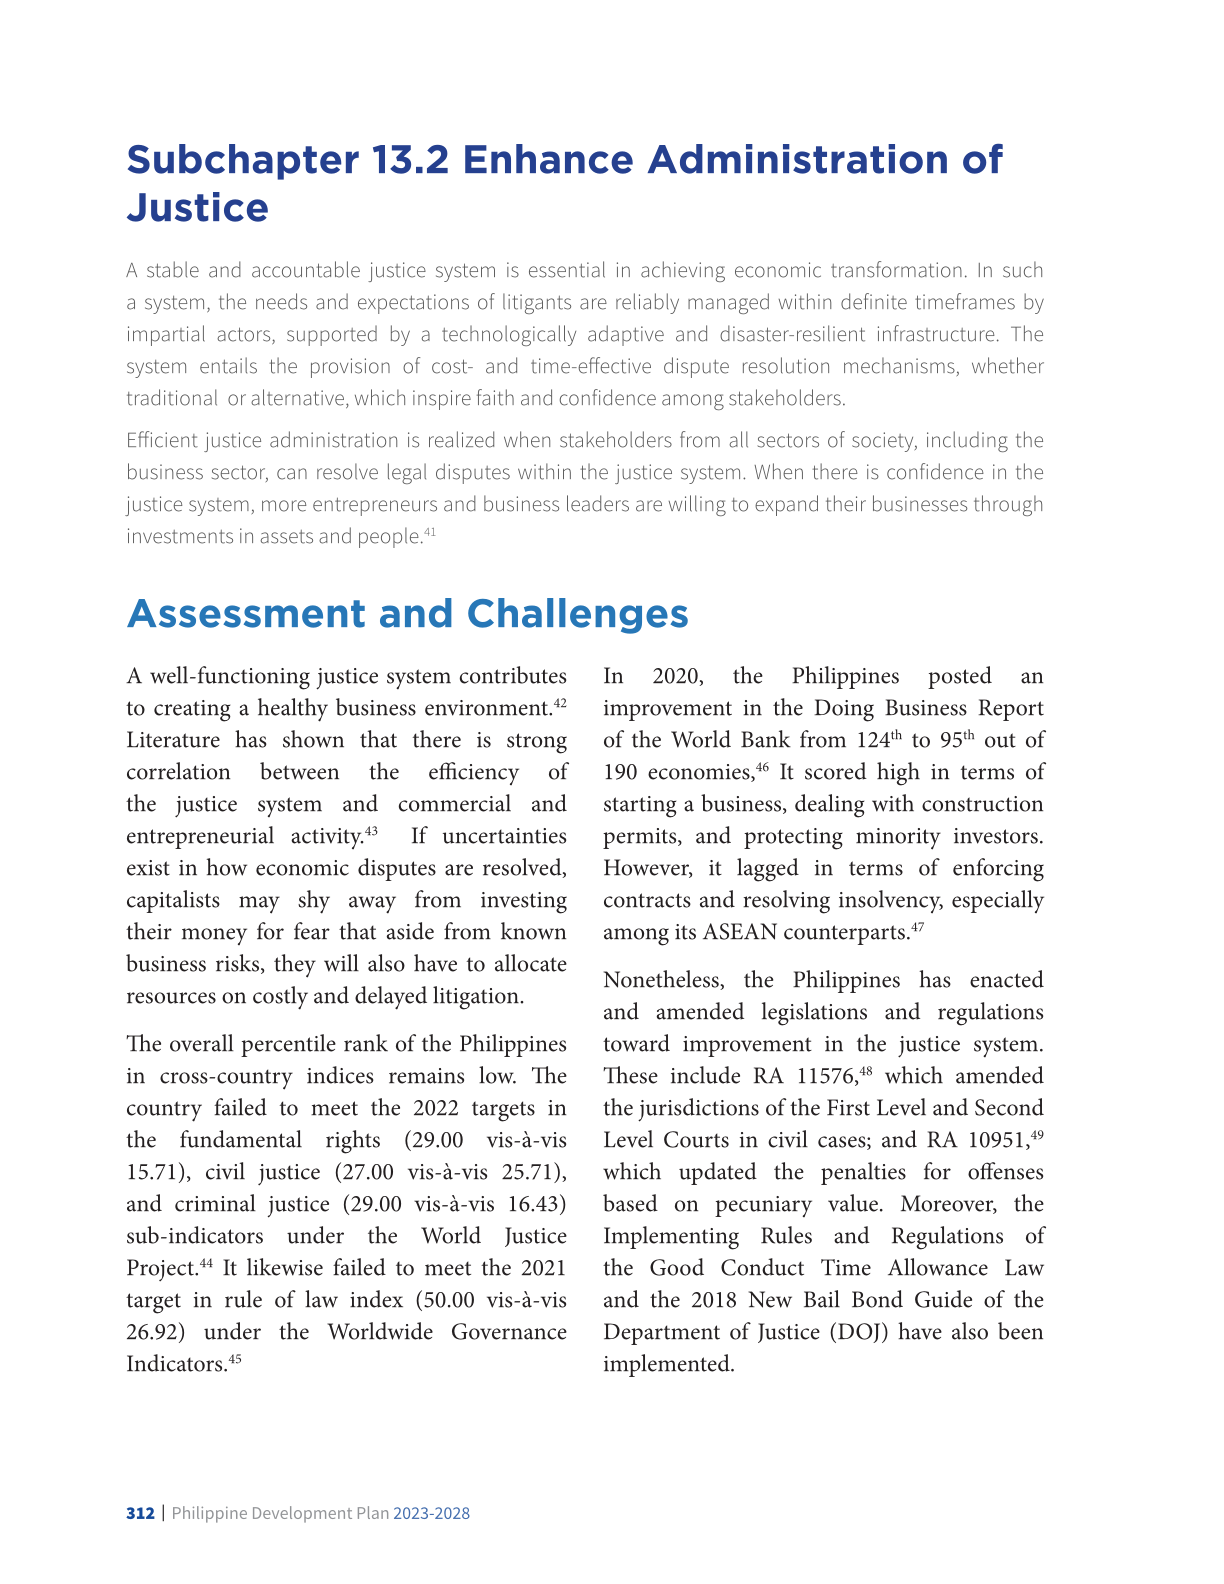 Subchapter 13.2 Enhance Administration of
Justice
A stable and accountable justice system is essential in achieving economic transformation. In such
a system, the needs and expectations of litigants are reliably managed within definite timeframes by
impartial actors, supported by a technologically adaptive and disaster-resilient infrastructure. The
system entails the provision of cost- and time-effective dispute resolution mechanisms, whether
traditional or alternative, which inspire faith and confidence among stakeholders.
Efficient justice administration is realized when stakeholders from all sectors of society, including the
business sector, can resolve legal disputes within the justice system. When there is confidence in the
justice system, more entrepreneurs and business leaders are willing to expand their businesses through
investments in assets and people.41
Assessment and Challenges
A well-functioning justice system contributes
to creating a healthy business environment.42
Literature has shown that there is strong
correlation between the efficiency of
the justice system and commercial and
entrepreneurial activity.43 If uncertainties
exist in how economic disputes are resolved,
capitalists may shy away from investing
their money for fear that aside from known
business risks, they will also have to allocate
resources on costly and delayed litigation.
The overall percentile rank of the Philippines
in cross-country indices remains low. The
country failed to meet the 2022 targets in
the fundamental rights (29.00 vis-à-vis
15.71), civil justice (27.00 vis-à-vis 25.71),
and criminal justice (29.00 vis-à-vis 16.43)
sub-indicators under the World Justice
Project.44 It likewise failed to meet the 2021
target in rule of law index (50.00 vis-à-vis
26.92) under the Worldwide Governance
Indicators.45
In 2020, the Philippines posted an
improvement in the Doing Business Report
of the World Bank from 124th to 95th out of
190 economies,46 It scored high in terms of
starting a business, dealing with construction
permits, and protecting minority investors.
However, it lagged in terms of enforcing
contracts and resolving insolvency, especially
among its ASEAN counterparts.47
Nonetheless, the Philippines has enacted
and amended legislations and regulations
toward improvement in the justice system.
These include RA 11576,48 which amended
the jurisdictions of the First Level and Second
Level Courts in civil cases; and RA 10951,49
which updated the penalties for offenses
based on pecuniary value. Moreover, the
Implementing Rules and Regulations of
the Good Conduct Time Allowance Law
and the 2018 New Bail Bond Guide of the
Department of Justice (DOJ) have also been
implemented.
312 | Philippine Development Plan 2023-2028